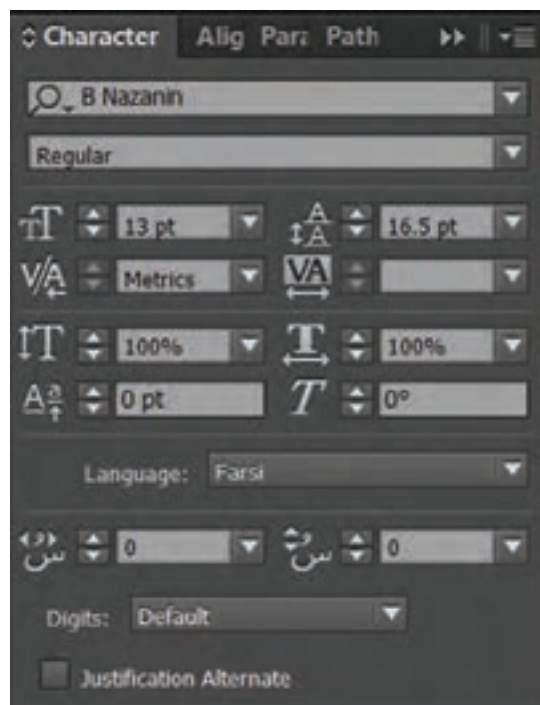 Character Alig Para Path
B Nazanin
Regular
13 pt 16.5 pt
Metrics
100% 100%
0 pt 0°
Language: Farsi
0 0
Digits: Default
Justification Alternate